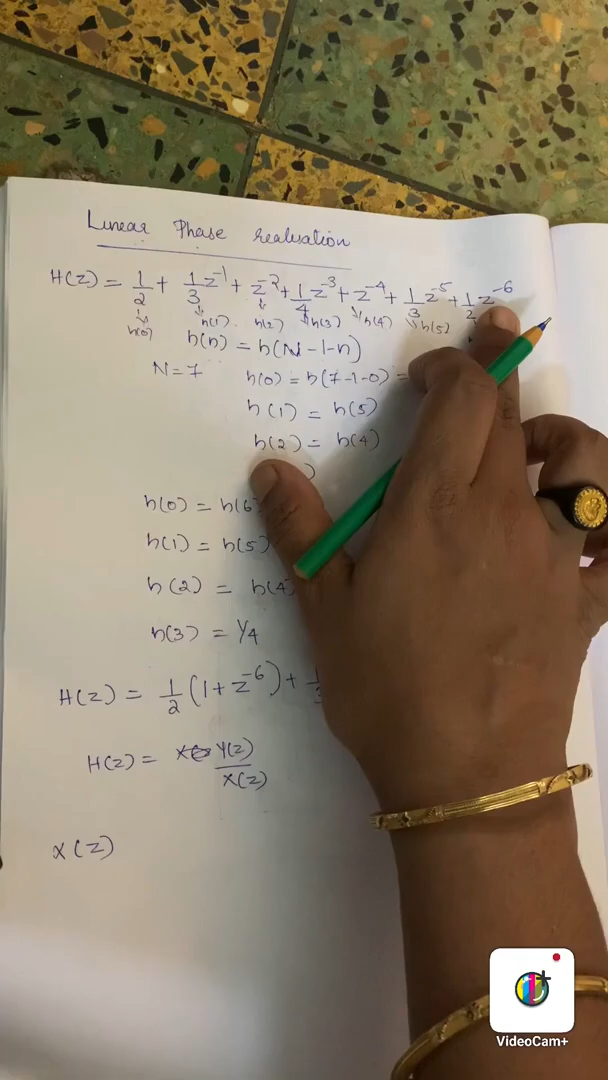 Linear Phase realisation
H(z) = 1/2 + 1/3 z^-1 + z^-2 + 1/4 z^-3 + z^-4 + 1/3 z^-5 + 1/2 z^-6
h(0) h(1) h(2) h(3) h(4) h(5)
h(n) = h(N-1-n)
N=7 h(0) = h(7-1-0) =
h(1) = h(5)
h(2) = h(4)
)
h(0) = h(6
h(1) = h(5)
h(2) = h(4)
h(3) = 1/4
H(z) = 1/2 (1+z^-6) +
H(z) = Y(z)/X(z)
X(z)
VideoCam+